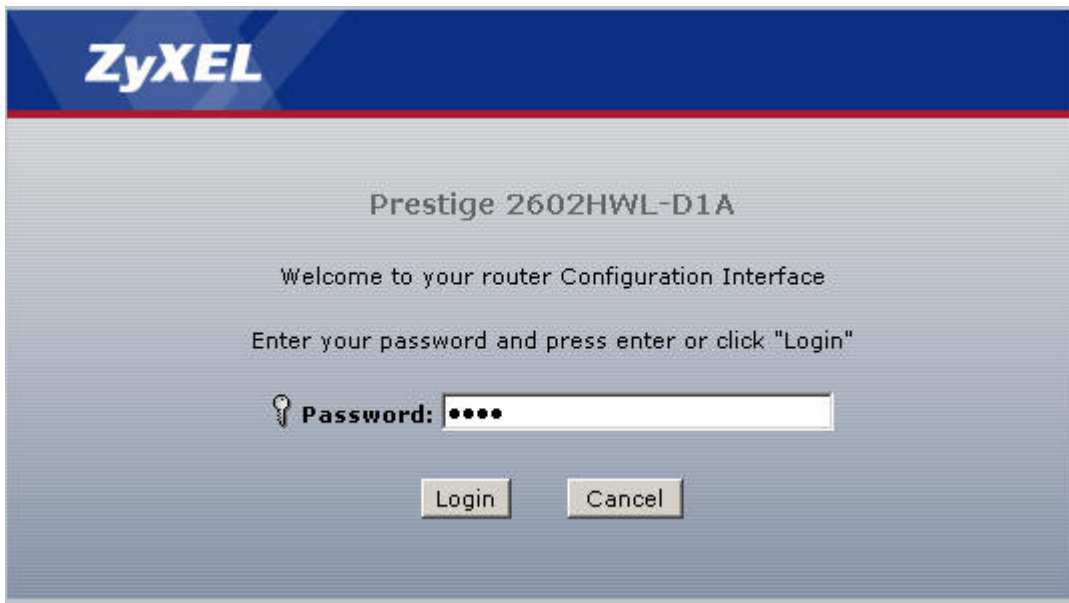 ZyXEL
Prestige 2602HWL-D1A
Welcome to your router Configuration Interface
Enter your password and press enter or click "Login"
Password: ••••
Login Cancel